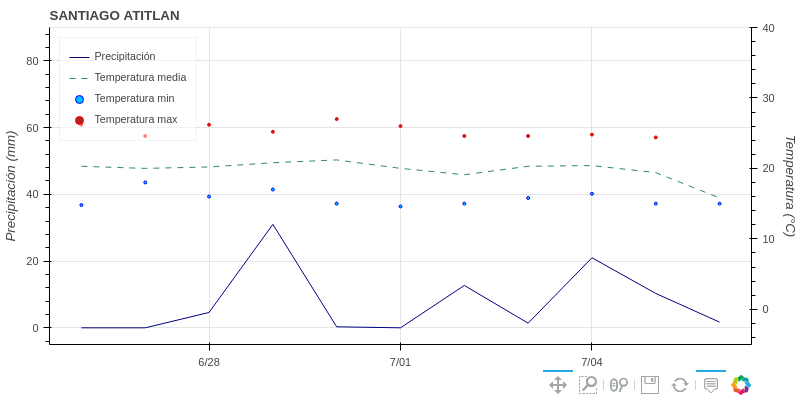 SANTIAGO ATITLAN
Precipitación
Temperatura media
Temperatura min
Temperatura max
Precipitación (mm)
80
60
40
20
0
Temperatura (°C)
40
30
20
10
0
6/28
7/01
7/04